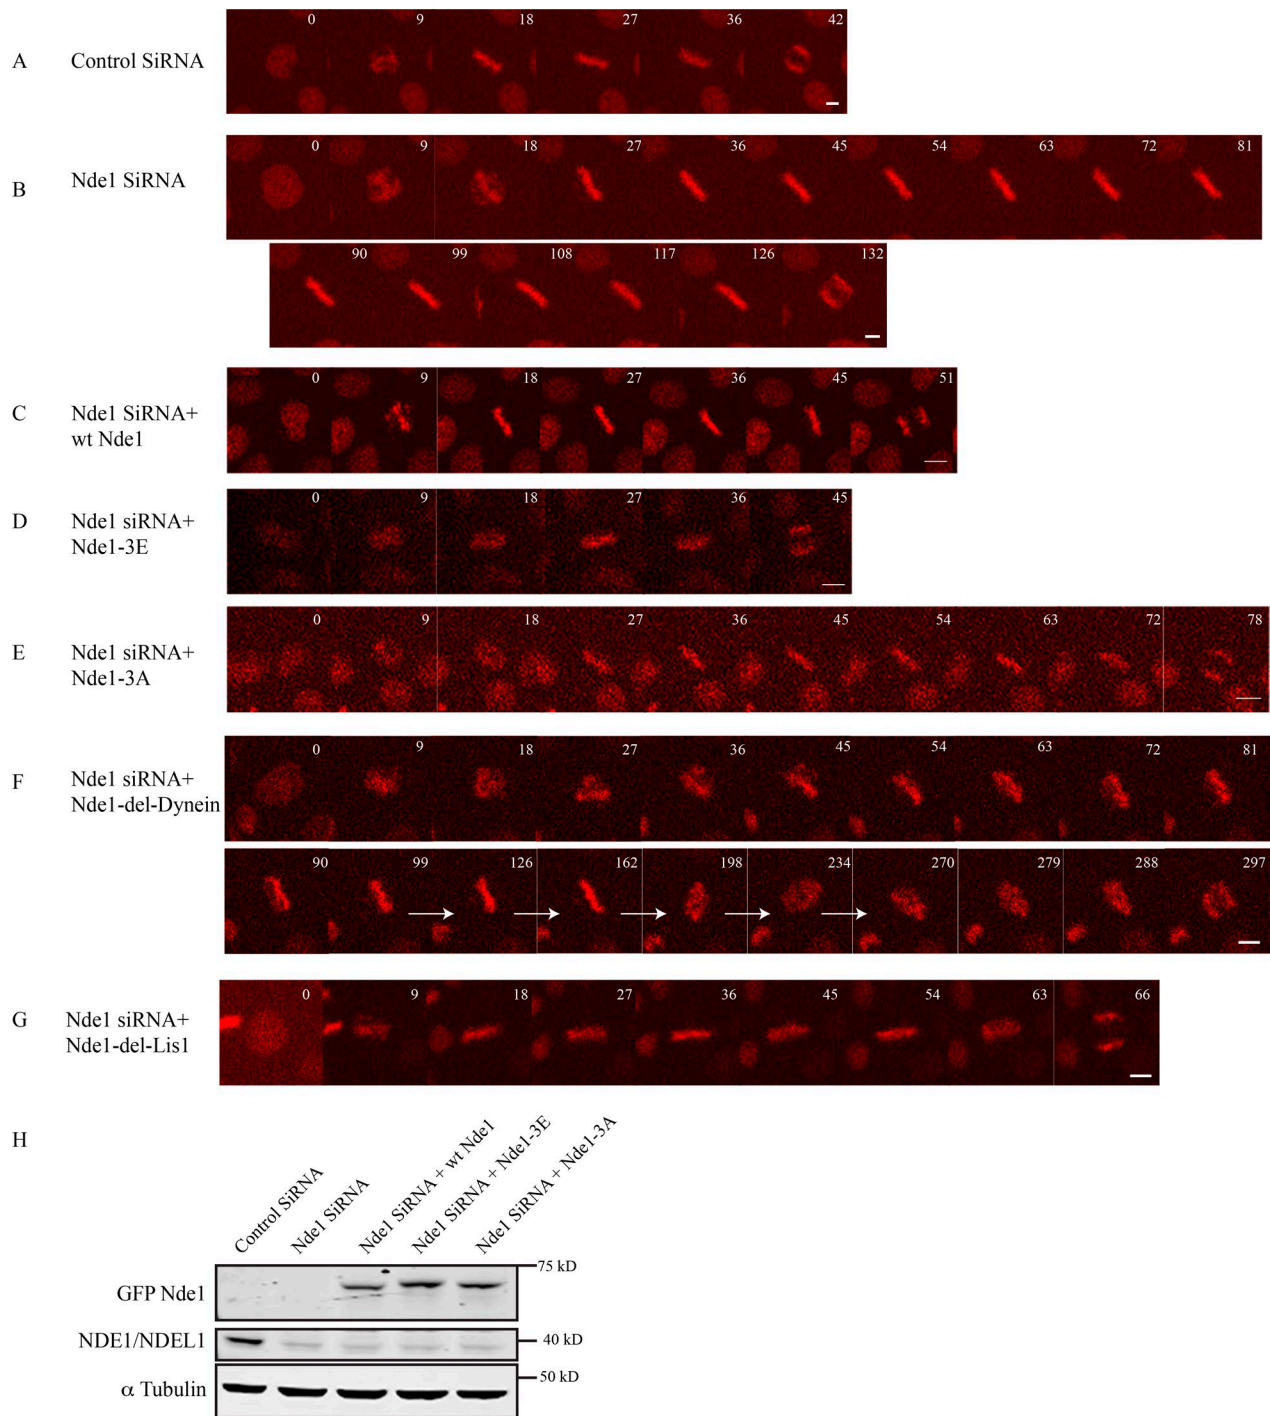 0 9 18 27 36 42
A Control SiRNA
0 9 18 27 36 45 54 63 72 81
B Nde1 SiRNA
90 99 108 117 126 132
0 9 18 27 36 45 51
C Nde1 SiRNA+
wt Nde1
0 9 18 27 36 45
D Nde1 siRNA+
Nde1-3E
0 9 18 27 36 45 54 63 72 78
E Nde1 siRNA+
Nde1-3A
0 9 18 27 36 45 54 63 72 81
F Nde1 siRNA+
Nde1-del-Dynein
90 99 126 162 198 234 270 279 288 297
0 9 18 27 36 45 54 63 66
G Nde1 siRNA+
Nde1-del-Lis1
H
Control SiRNA
Nde1 SiRNA
Nde1 SiRNA + wt Nde1
Nde1 SiRNA + Nde1-3E
Nde1 SiRNA + Nde1-3A
75 kD
GFP Nde1
NDE1/NDEL1 40 kD
50 kD
α Tubulin